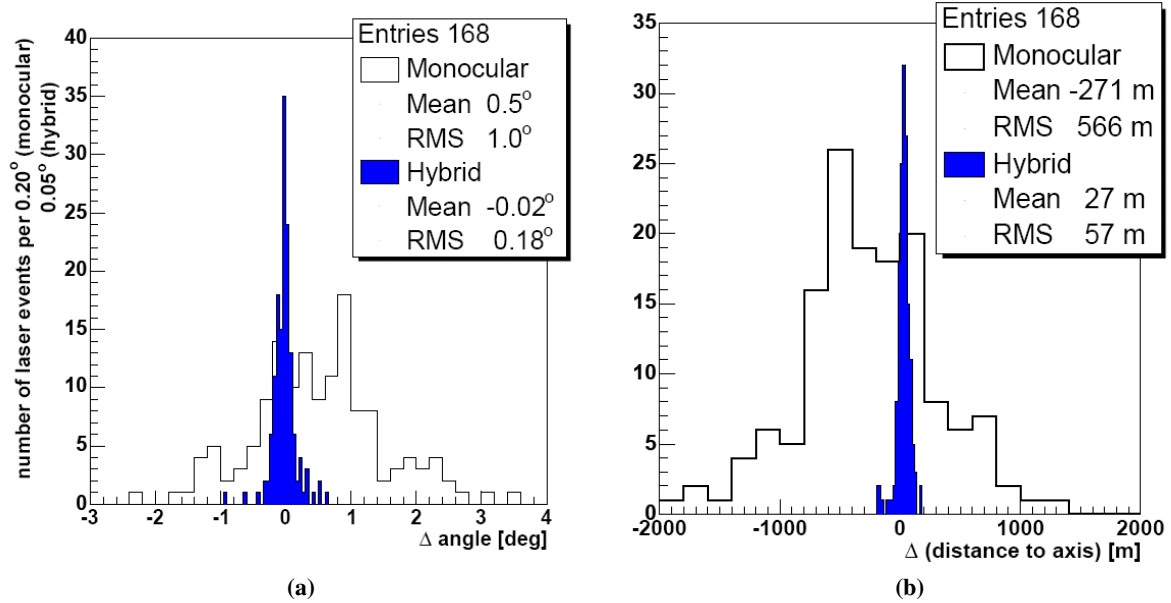 number of laser events per 0.20° (monocular)
0.05° (hybrid)
40
35
30
25
20
15
10
5
0
-3 -2 -1 0 1 2 3 4
Δ angle [deg]
Entries 168
Monocular
Mean 0.5°
RMS 1.0°
Hybrid
Mean -0.02°
RMS 0.18°
(a)
35
30
25
20
15
10
5
0
-2000 -1000 0 1000 2000
Δ (distance to axis) [m]
Entries 168
Monocular
Mean -271 m
RMS 566 m
Hybrid
Mean 27 m
RMS 57 m
(b)